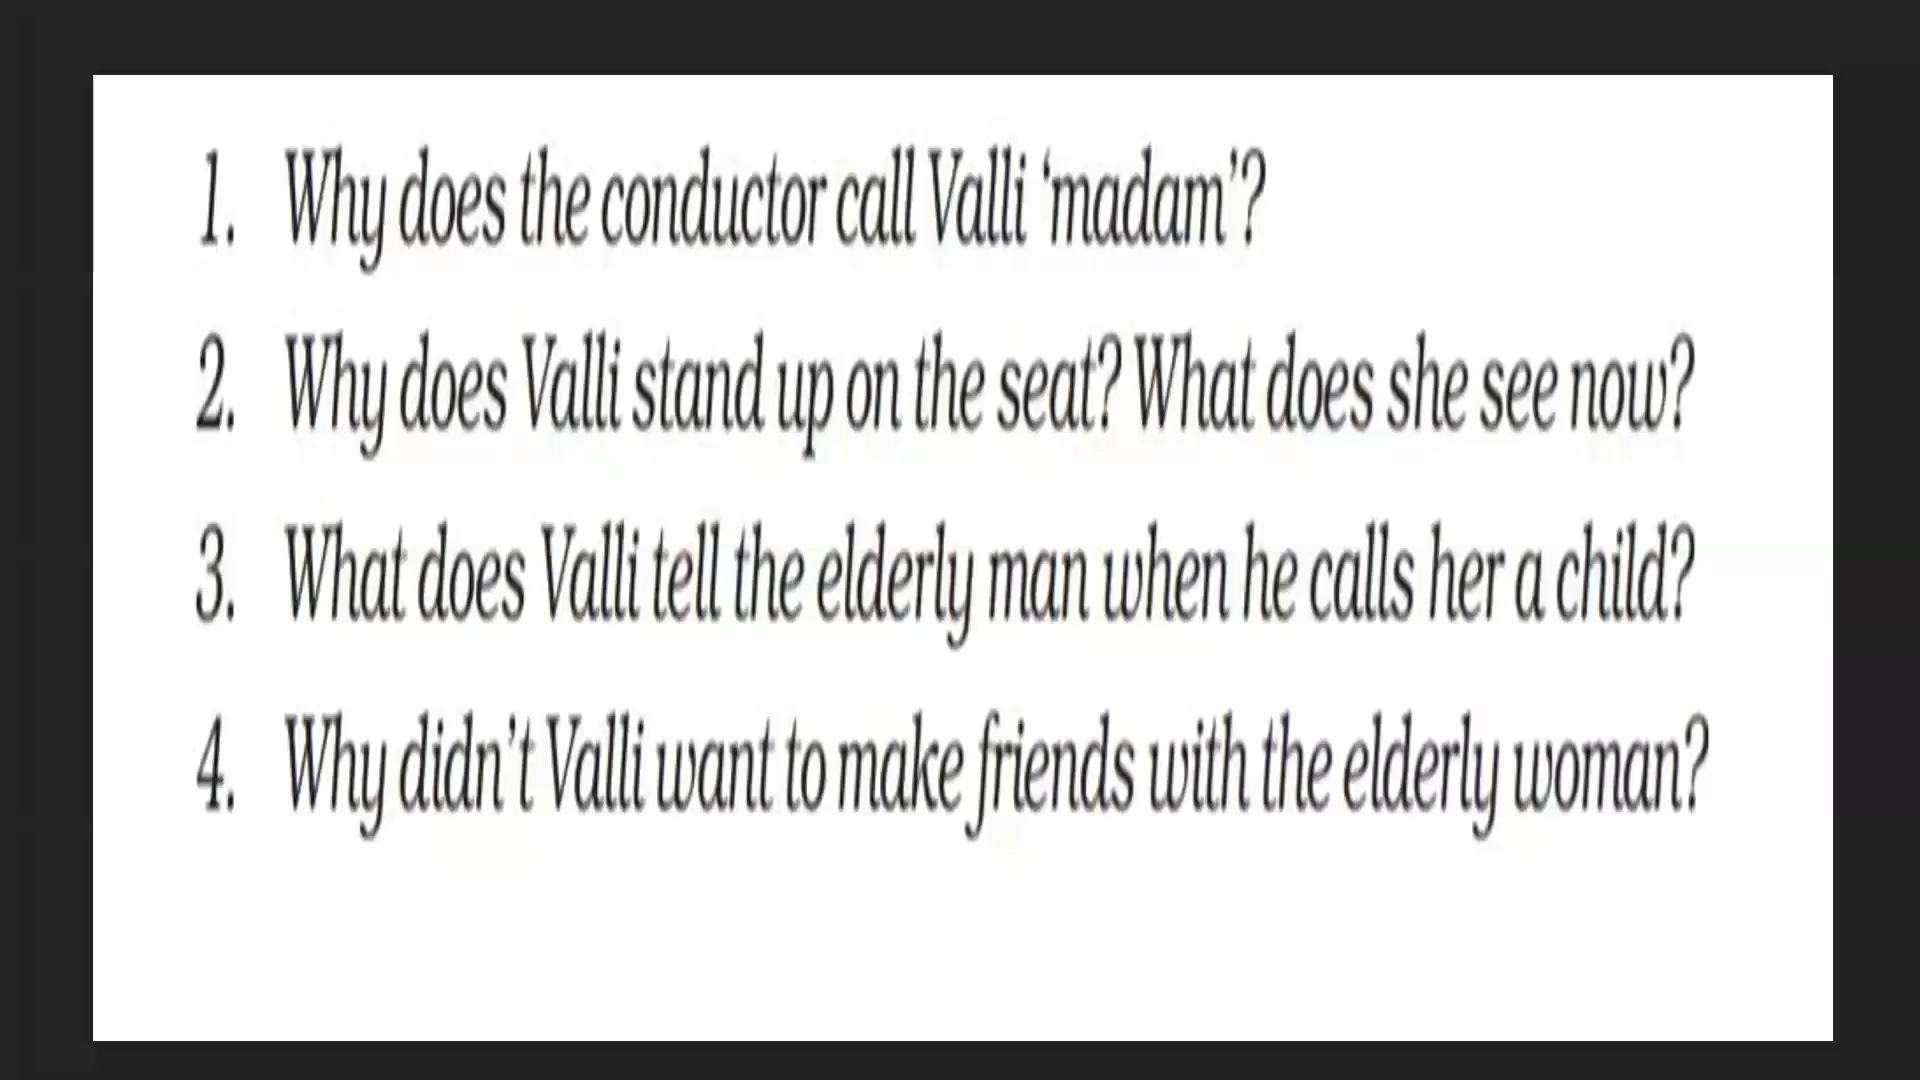 1. Why does the conductor call Valli ‘madam’?
2. Why does Valli stand up on the seat? What does she see now?
3. What does Valli tell the elderly man when he calls her a child?
4. Why didn’t Valli want to make friends with the elderly woman?